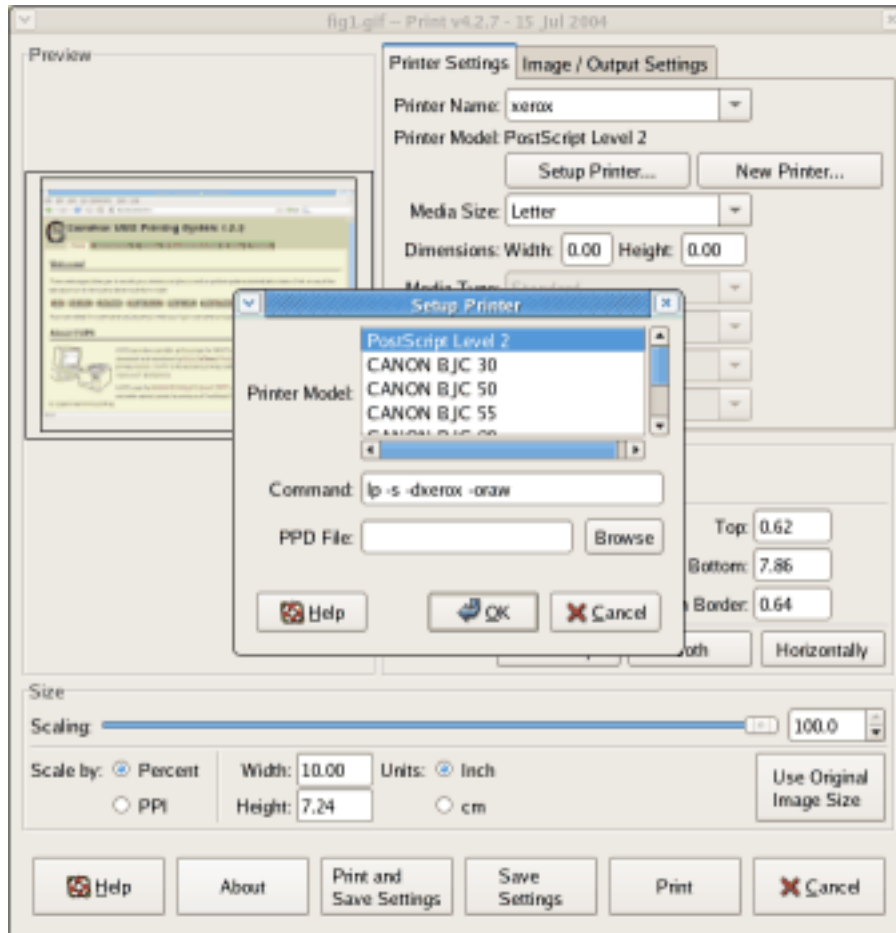 fig1.gif – Print v4.2.7 - 15 Jul 2004
Preview
Printer Settings
Image / Output Settings
Printer Name: xerox
Printer Model: PostScript Level 2
Setup Printer...
New Printer...
Media Size: Letter
Dimensions: Width: 0.00 Height: 0.00
Media Type: Standard
Setup Printer
Printer Model:
PostScript Level 2
CANON BJC 30
CANON BJC 50
CANON BJC 55
Command: lp -s -dxerox -oraw
PPD File:
Browse
Help
OK
Cancel
Top: 0.62
Bottom: 7.86
Border: 0.64
Horizontally
Size
Scaling: 100.0
Scale by: Percent
PPI
Width: 10.00
Height: 7.24
Units: Inch
cm
Use Original
Image Size
Help
About
Print and
Save Settings
Save
Settings
Print
Cancel